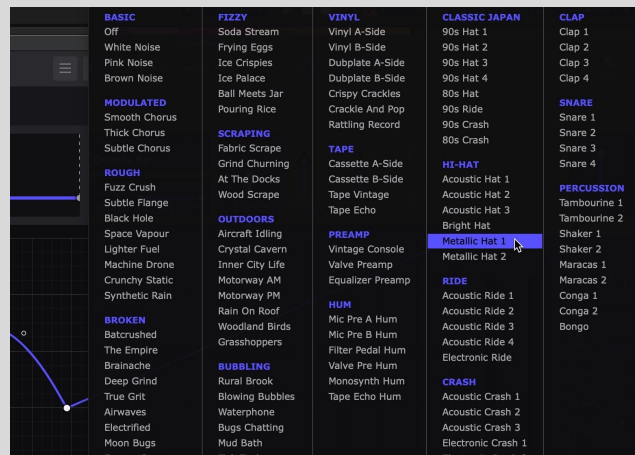 BASIC
Off
White Noise
Pink Noise
Brown Noise
MODULATED
Smooth Chorus
Thick Chorus
Subtle Chorus
ROUGH
Fuzz Crush
Subtle Flange
Black Hole
Space Vapour
Lighter Fuel
Machine Drone
Crunchy Static
Synthetic Rain
BROKEN
Batcrushed
The Empire
Brainache
Deep Grind
True Grit
Airwaves
Electrified
Moon Bugs
FIZZY
Soda Stream
Frying Eggs
Ice Crispies
Ice Palace
Ball Meets Jar
Pouring Rice
SCRAPING
Fabric Scrape
Grind Churning
At The Docks
Wood Scrape
OUTDOORS
Aircraft Idling
Crystal Cavern
Inner City Life
Motorway AM
Motorway PM
Rain On Roof
Woodland Birds
Grasshoppers
BUBBLING
Rural Brook
Blowing Bubbles
Waterphone
Bugs Chatting
Mud Bath
VINYL
Vinyl A-Side
Vinyl B-Side
Dubplate A-Side
Dubplate B-Side
Crispy Crackles
Crackle And Pop
Rattling Record
TAPE
Cassette A-Side
Cassette B-Side
Tape Vintage
Tape Echo
PREAMP
Vintage Console
Valve Preamp
Equalizer Preamp
HUM
Mic Pre A Hum
Mic Pre B Hum
Filter Pedal Hum
Valve Pre Hum
Monosynth Hum
Tape Echo Hum
CLASSIC JAPAN
90s Hat 1
90s Hat 2
90s Hat 3
90s Hat 4
80s Hat
90s Ride
90s Crash
80s Crash
HI-HAT
Acoustic Hat 1
Acoustic Hat 2
Acoustic Hat 3
Bright Hat
Metallic Hat 1
Metallic Hat 2
RIDE
Acoustic Ride 1
Acoustic Ride 2
Acoustic Ride 3
Acoustic Ride 4
Electronic Ride
CRASH
Acoustic Crash 1
Acoustic Crash 2
Acoustic Crash 3
Electronic Crash 1
CLAP
Clap 1
Clap 2
Clap 3
Clap 4
SNARE
Snare 1
Snare 2
Snare 3
Snare 4
PERCUSSION
Tambourine 1
Tambourine 2
Shaker 1
Shaker 2
Maracas 1
Maracas 2
Conga 1
Conga 2
Bongo